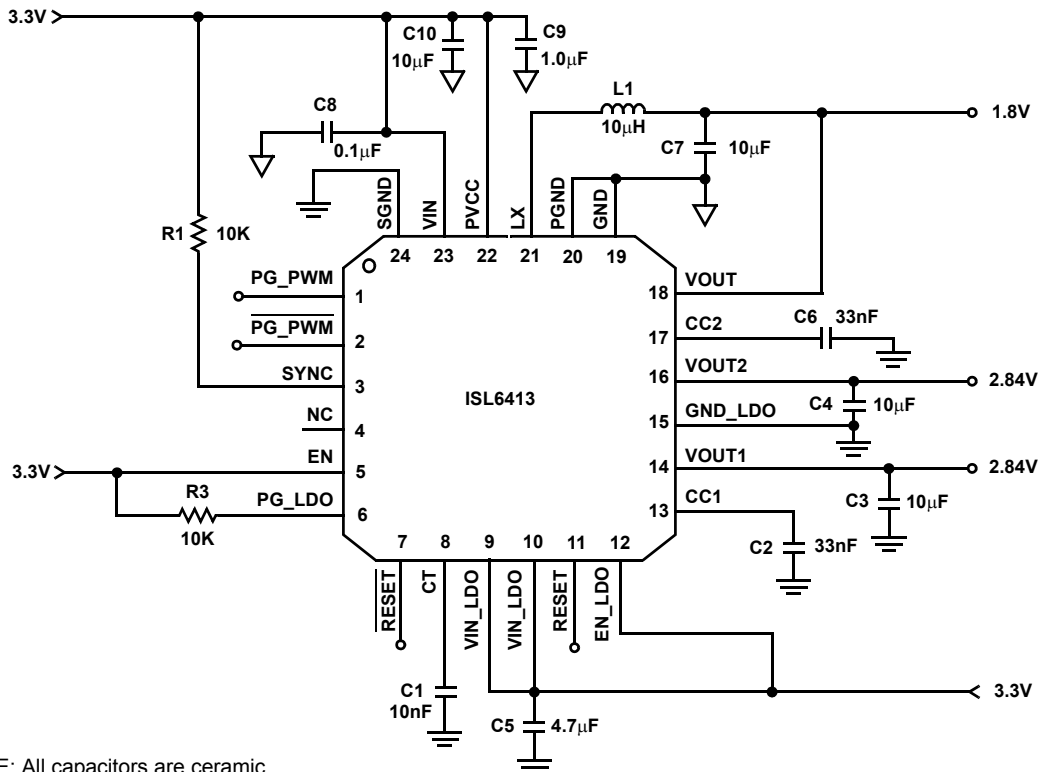 3.3V
C10
10µF
C9
1.0µF
L1
10µH
1.8V
C8
0.1µF
C7
10µF
SGND
VIN
PVCC
LX
PGND
GND
R1
10K
24
23
22
21
20
19
PG_PWM
1
VOUT
18
PG_PWM
2
CC2
17
C6
33nF
SYNC
3
VOUT2
16
2.84V
ISL6413
C4
10µF
NC
4
GND_LDO
15
EN
5
3.3V
VOUT1
14
2.84V
R3
10K
PG_LDO
6
CC1
13
C3
10µF
7
8
9
10
11
12
C2
33nF
RESET
CT
VIN_LDO
VIN_LDO
RESET
EN_LDO
C1
10nF
3.3V
C5
4.7µF
E: All capacitors are ceramic